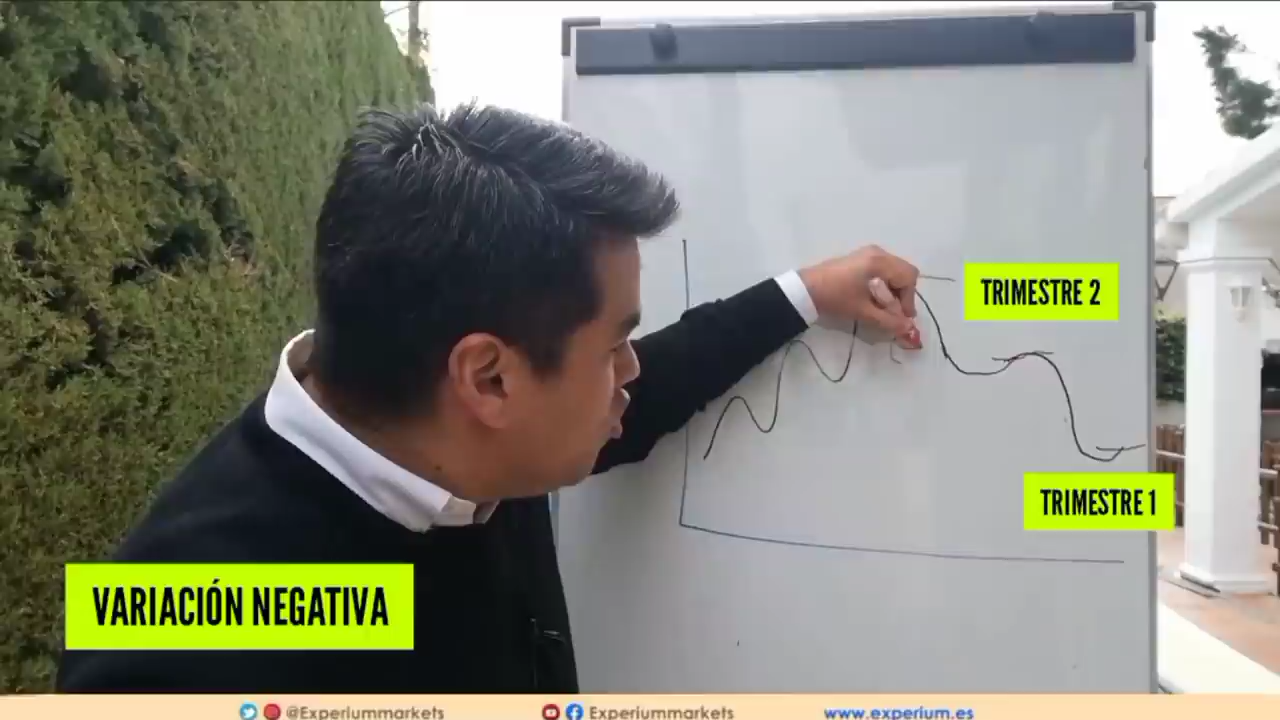 TRIMESTRE 2
TRIMESTRE 1
VARIACIÓN NEGATIVA
@Experiummarkets
Experiummarkets
www.experium.es